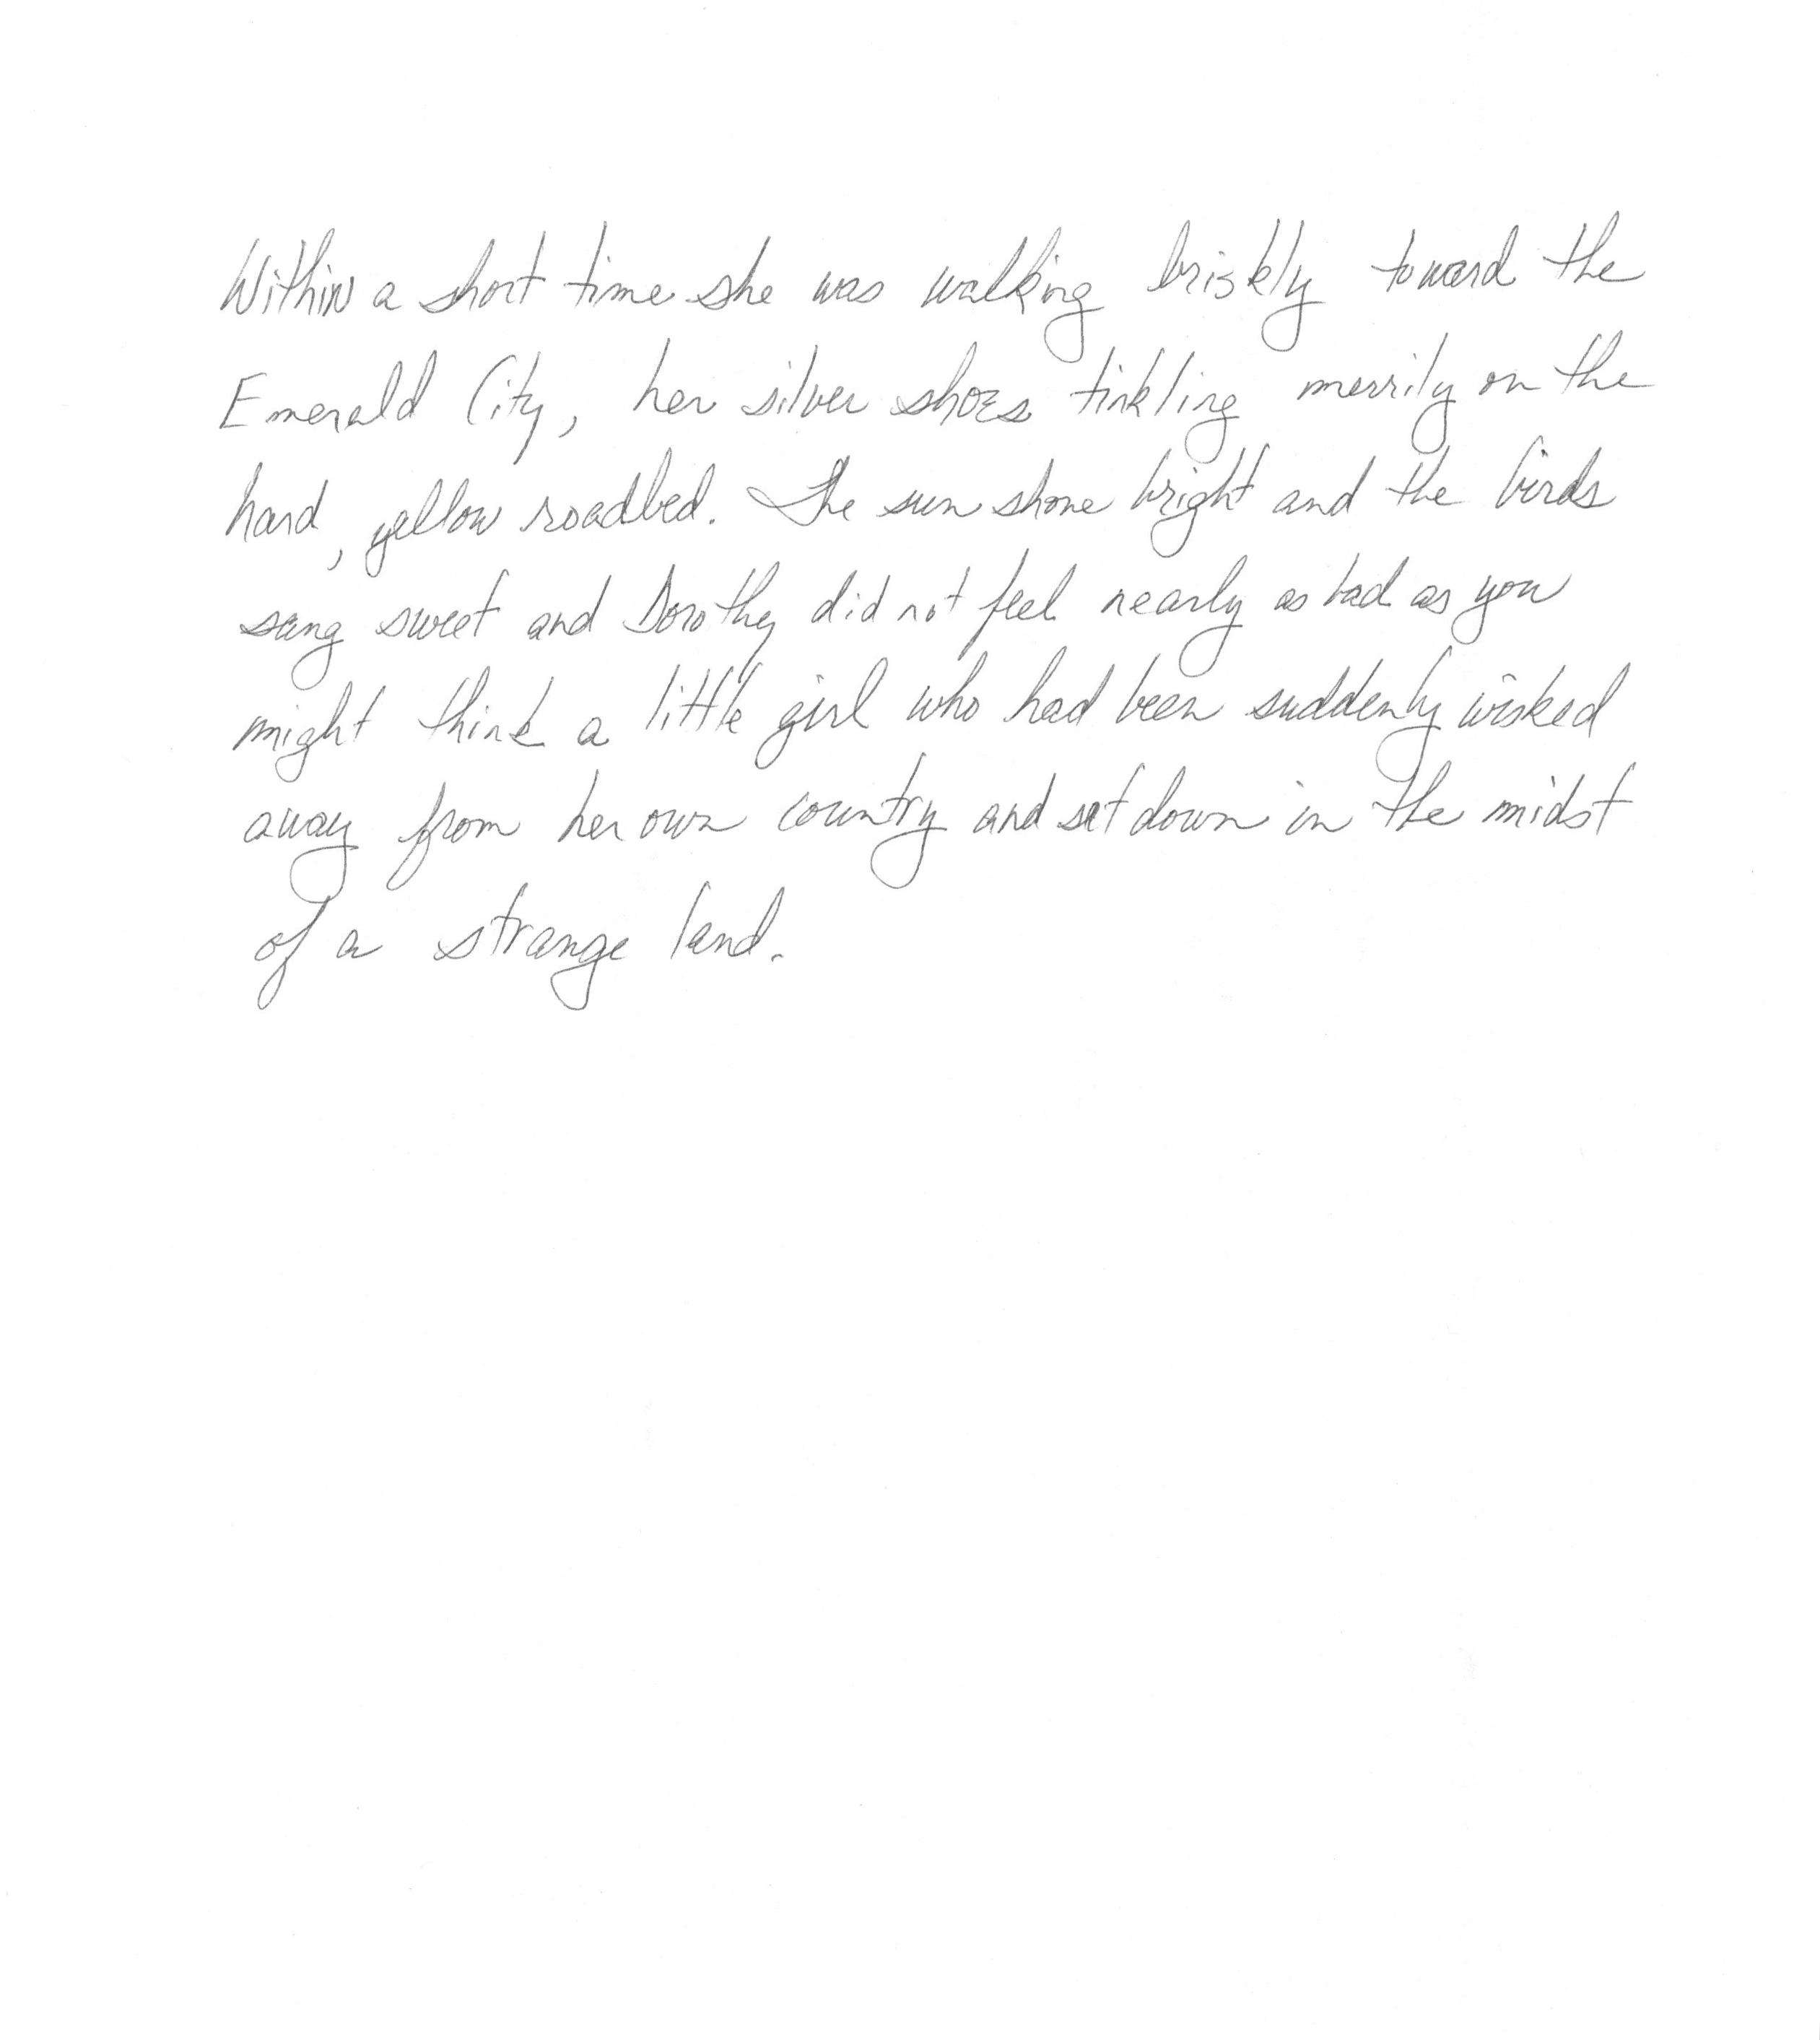 Within a short time she was walking briskly toward the
Emerald City, her silver shoes tinkling merrily on the
hard, yellow roadbed. The sun shone bright and the birds
sang sweet and Dorothy did not feel nearly as bad as you
might think a little girl who had been suddenly wisked
away from her own country and set down in the midst
of a strange land.